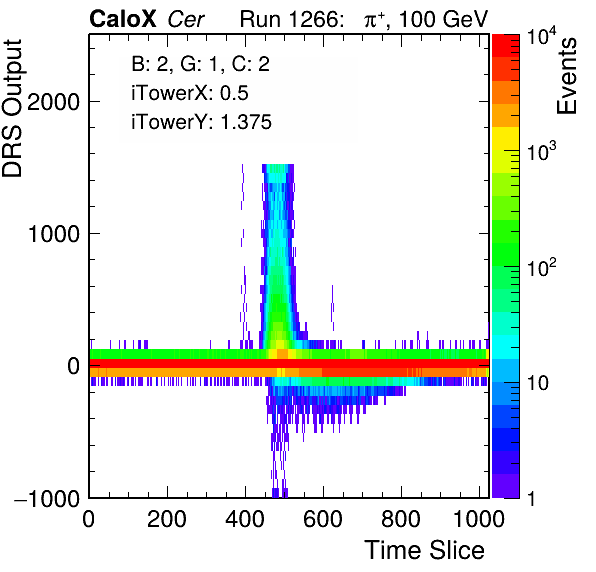 CaloX Cer Run 1266: π⁺, 100 GeV
B: 2, G: 1, C: 2
iTowerX: 0.5
iTowerY: 1.375
DRS Output
2000
1000
0
−1000
0 200 400 600 800 1000
Time Slice
Events
10⁴
10³
10²
10
1